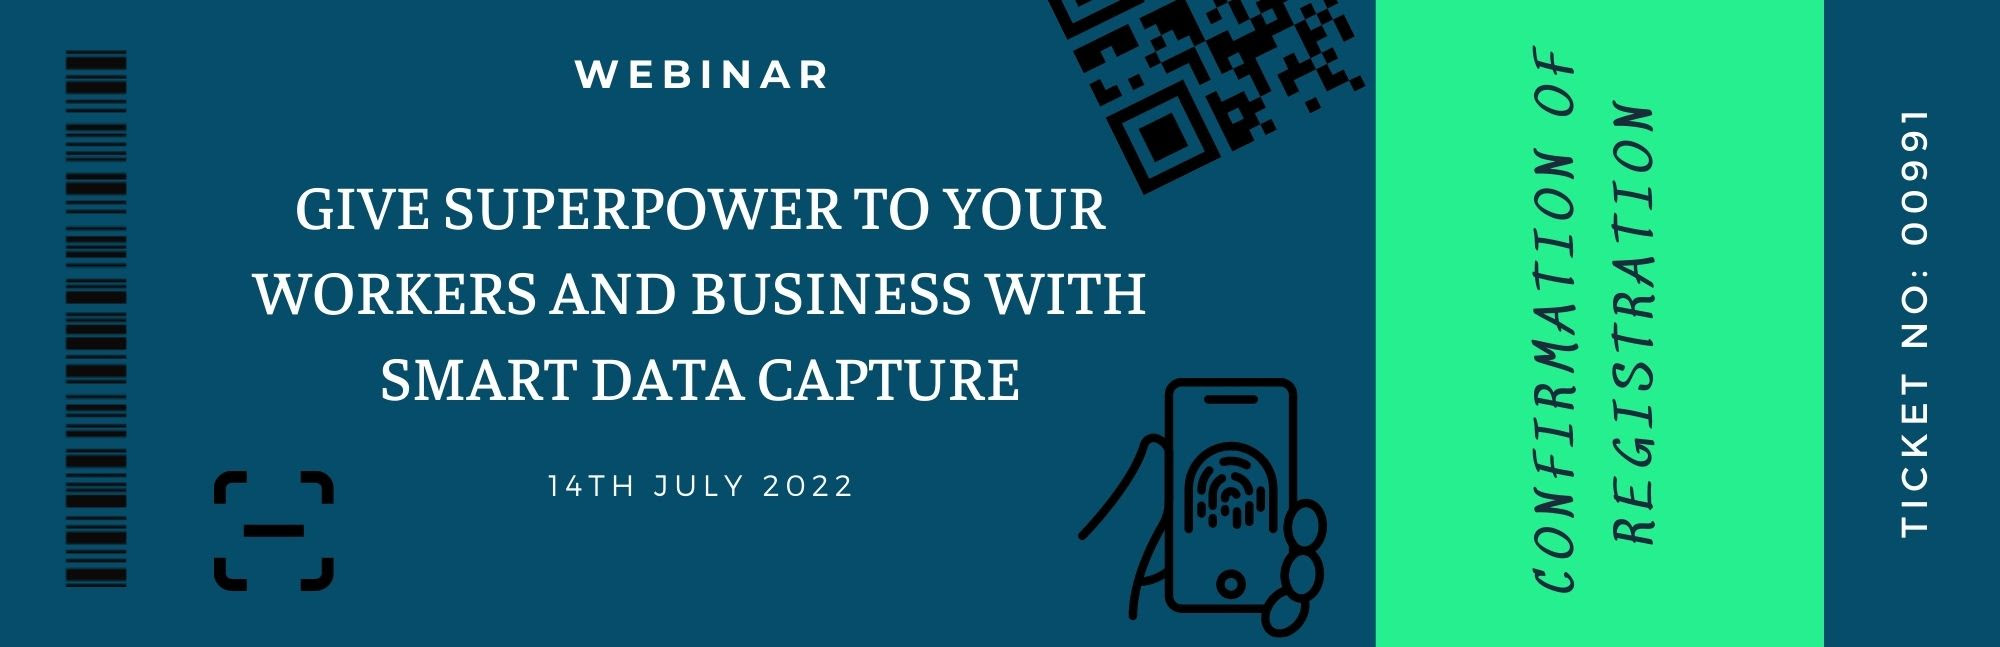 WEBINAR
GIVE SUPERPOWER TO YOUR
WORKERS AND BUSINESS WITH
SMART DATA CAPTURE
14TH JULY 2022
CONFIRMATION OF
REGISTRATION
TICKET NO: 00991